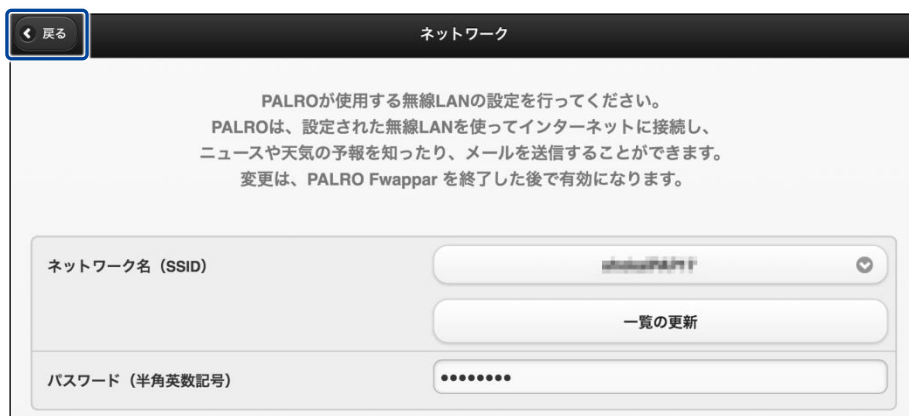 戻る
ネットワーク
PALROが使用する無線LANの設定を行ってください。
PALROは、設定された無線LANを使ってインターネットに接続し、
ニュースや天気の予報を知ったり、メールを送信することができます。
変更は、PALRO Fwappar を終了した後で有効になります。
ネットワーク名（SSID）
一覧の更新
パスワード（半角英数記号）
••••••••